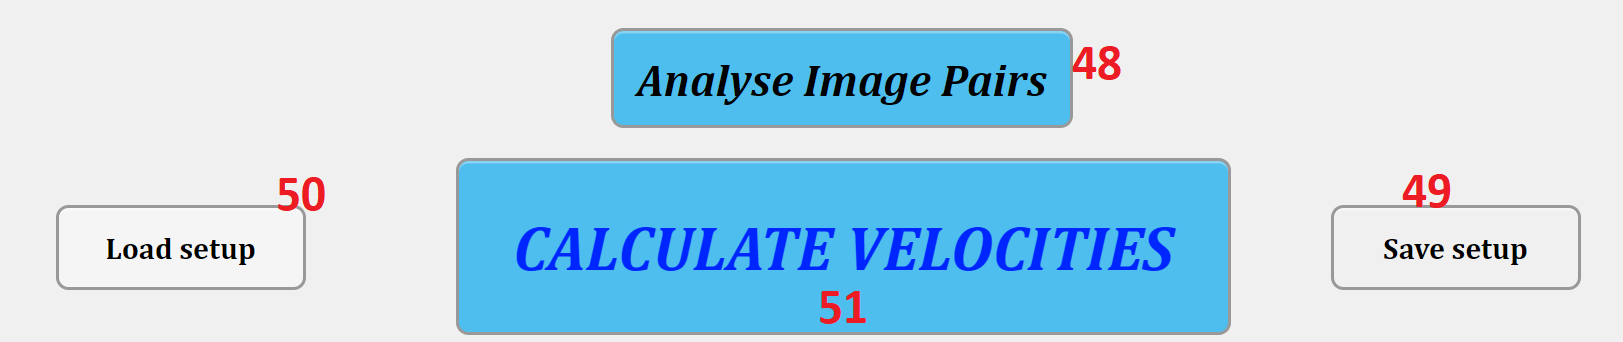 Analyse Image Pairs 48
50
49
Load setup
CALCULATE VELOCITIES
Save setup
51